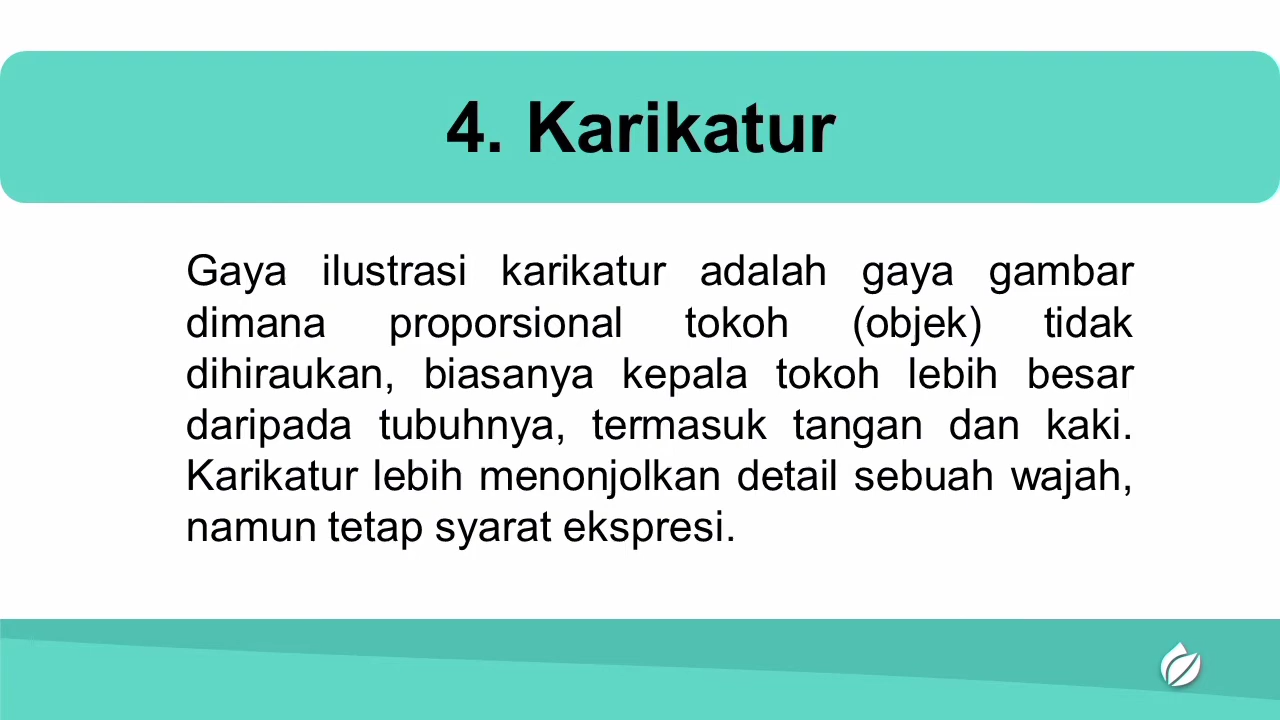 4. Karikatur
Gaya ilustrasi karikatur adalah gaya gambar
dimana proporsional tokoh (objek) tidak
dihiraukan, biasanya kepala tokoh lebih besar
daripada tubuhnya, termasuk tangan dan kaki.
Karikatur lebih menonjolkan detail sebuah wajah,
namun tetap syarat ekspresi.